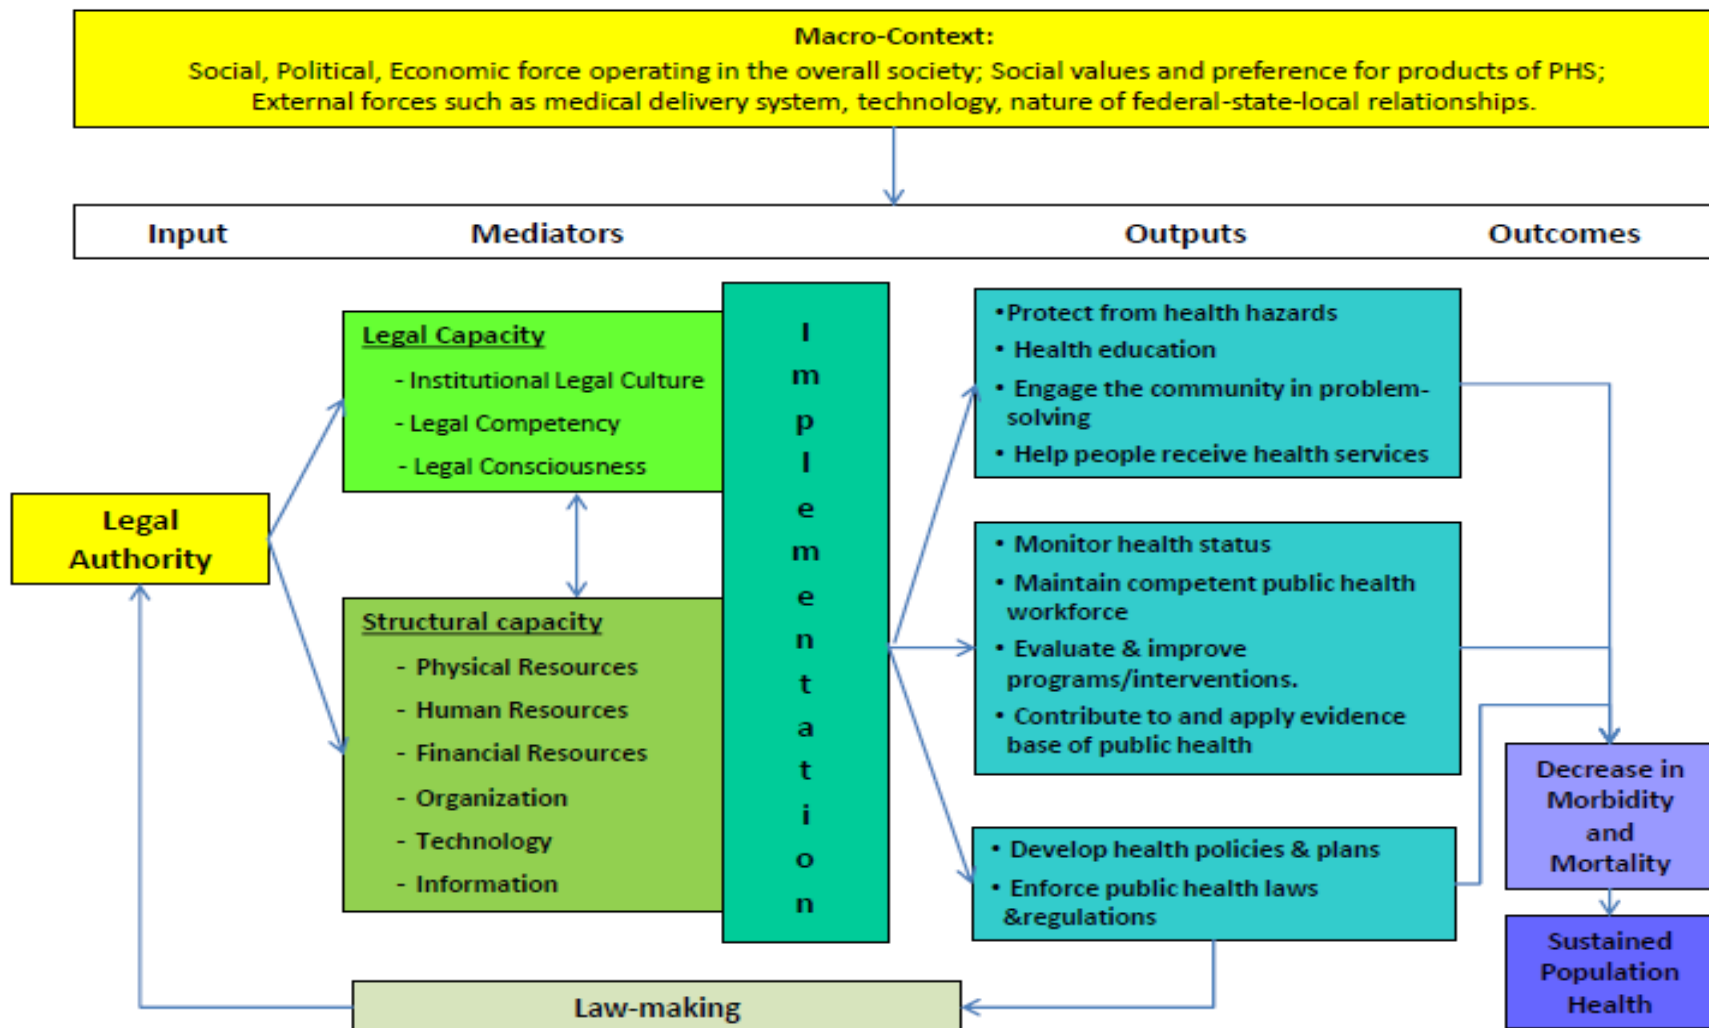 Macro-Context:
Social, Political, Economic force operating in the overall society; Social values and preference for products of PHS;
External forces such as medical delivery system, technology, nature of federal-state-local relationships.
Input Mediators Outputs Outcomes
Legal
Authority
Legal Capacity
- Institutional Legal Culture
- Legal Competency
- Legal Consciousness
Structural capacity
- Physical Resources
- Human Resources
- Financial Resources
- Organization
- Technology
- Information
I
m
p
l
e
m
e
n
t
a
t
i
o
n
•Protect from health hazards
• Health education
• Engage the community in problem-
solving
• Help people receive health services
• Monitor health status
• Maintain competent public health
workforce
• Evaluate & improve
programs/interventions.
• Contribute to and apply evidence
base of public health
• Develop health policies & plans
• Enforce public health laws
&regulations
Decrease in
Morbidity
and
Mortality
Sustained
Population
Health
Law-making